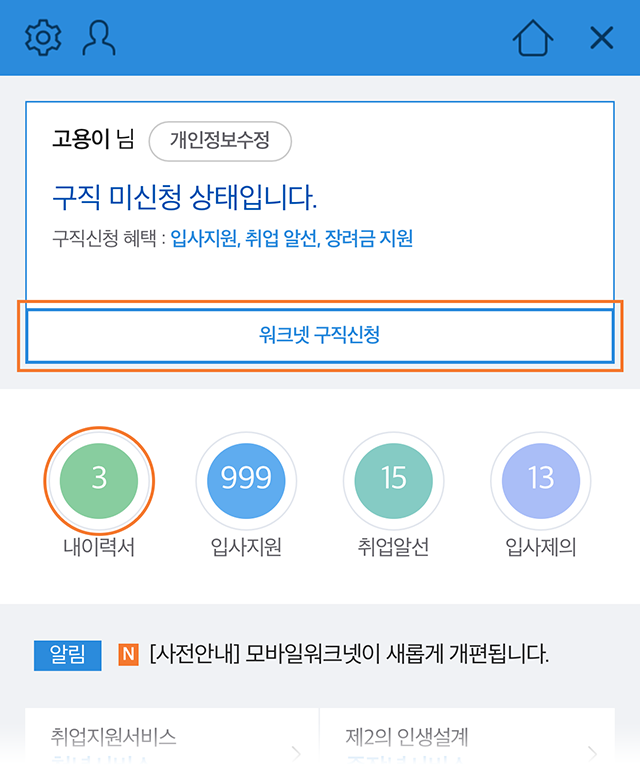 고용이 님 개인정보수정
구직 미신청 상태입니다.
구직신청 혜택 : 입사지원, 취업 알선, 장려금 지원
워크넷 구직신청
3 999 15 13
내이력서 입사지원 취업알선 입사제의
알림 N [사전안내] 모바일워크넷이 새롭게 개편됩니다.
취업지원서비스 제2의 인생설계